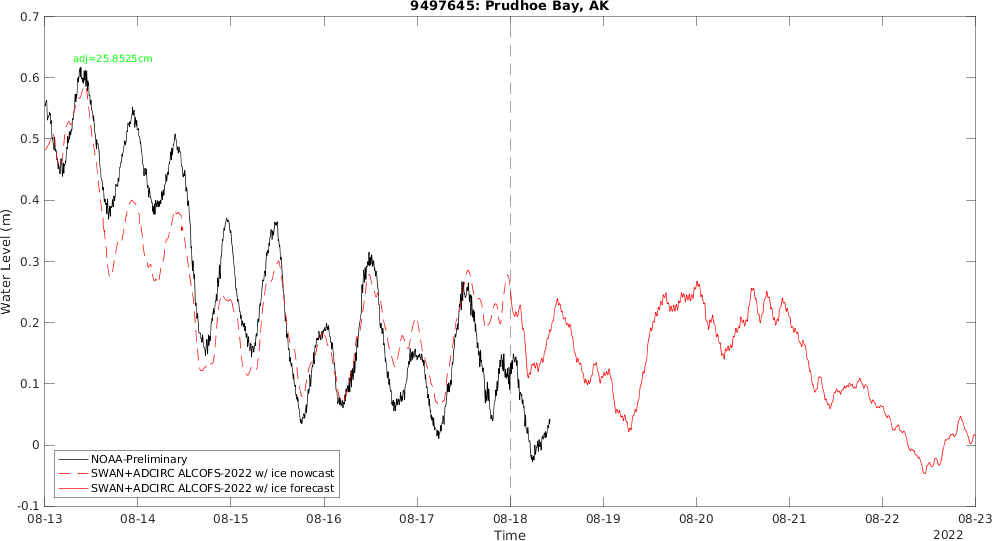 9497645: Prudhoe Bay, AK
adj=25.8525cm
Water Level (m)
0.7
0.6
0.5
0.4
0.3
0.2
0.1
0
-0.1
NOAA-Preliminary
SWAN+ADCIRC ALCOFS-2022 w/ ice nowcast
SWAN+ADCIRC ALCOFS-2022 w/ ice forecast
08-13 08-14 08-15 08-16 08-17 08-18 08-19 08-20 08-21 08-22 08-23
Time
2022